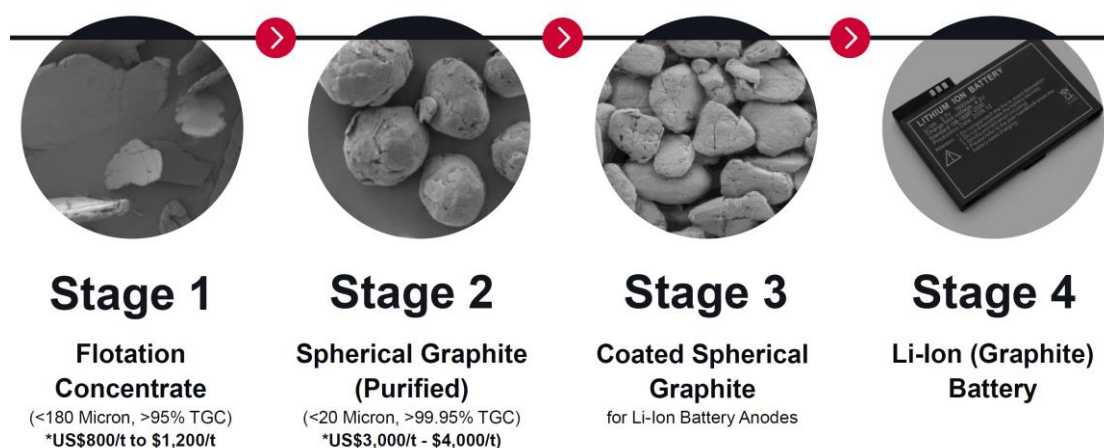 Stage 1
Flotation
Concentrate
(<180 Micron, >95% TGC)
*US$800/t to $1,200/t
Stage 2
Spherical Graphite
(Purified)
(<20 Micron, >99.95% TGC)
*US$3,000/t - $4,000/t)
Stage 3
Coated Spherical
Graphite
for Li-Ion Battery Anodes
LITHIUM ION BATTERY
Stage 4
Li-Ion (Graphite)
Battery